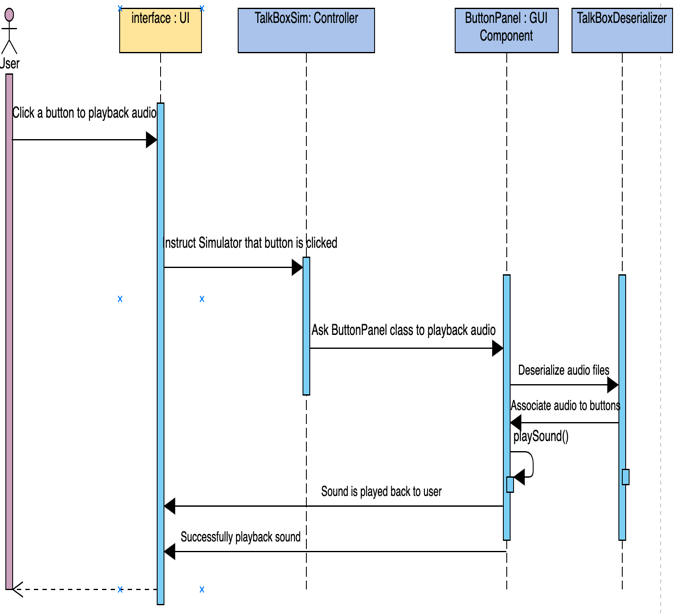 interface : UI
TalkBoxSim: Controller
ButtonPanel : GUI
Component
TalkBoxDeserializer
User
Click a button to playback audio
Instruct Simulator that button is clicked
Ask ButtonPanel class to playback audio
Deserialize audio files
Associate audio to buttons
playSound()
Sound is played back to user
Successfully playback sound